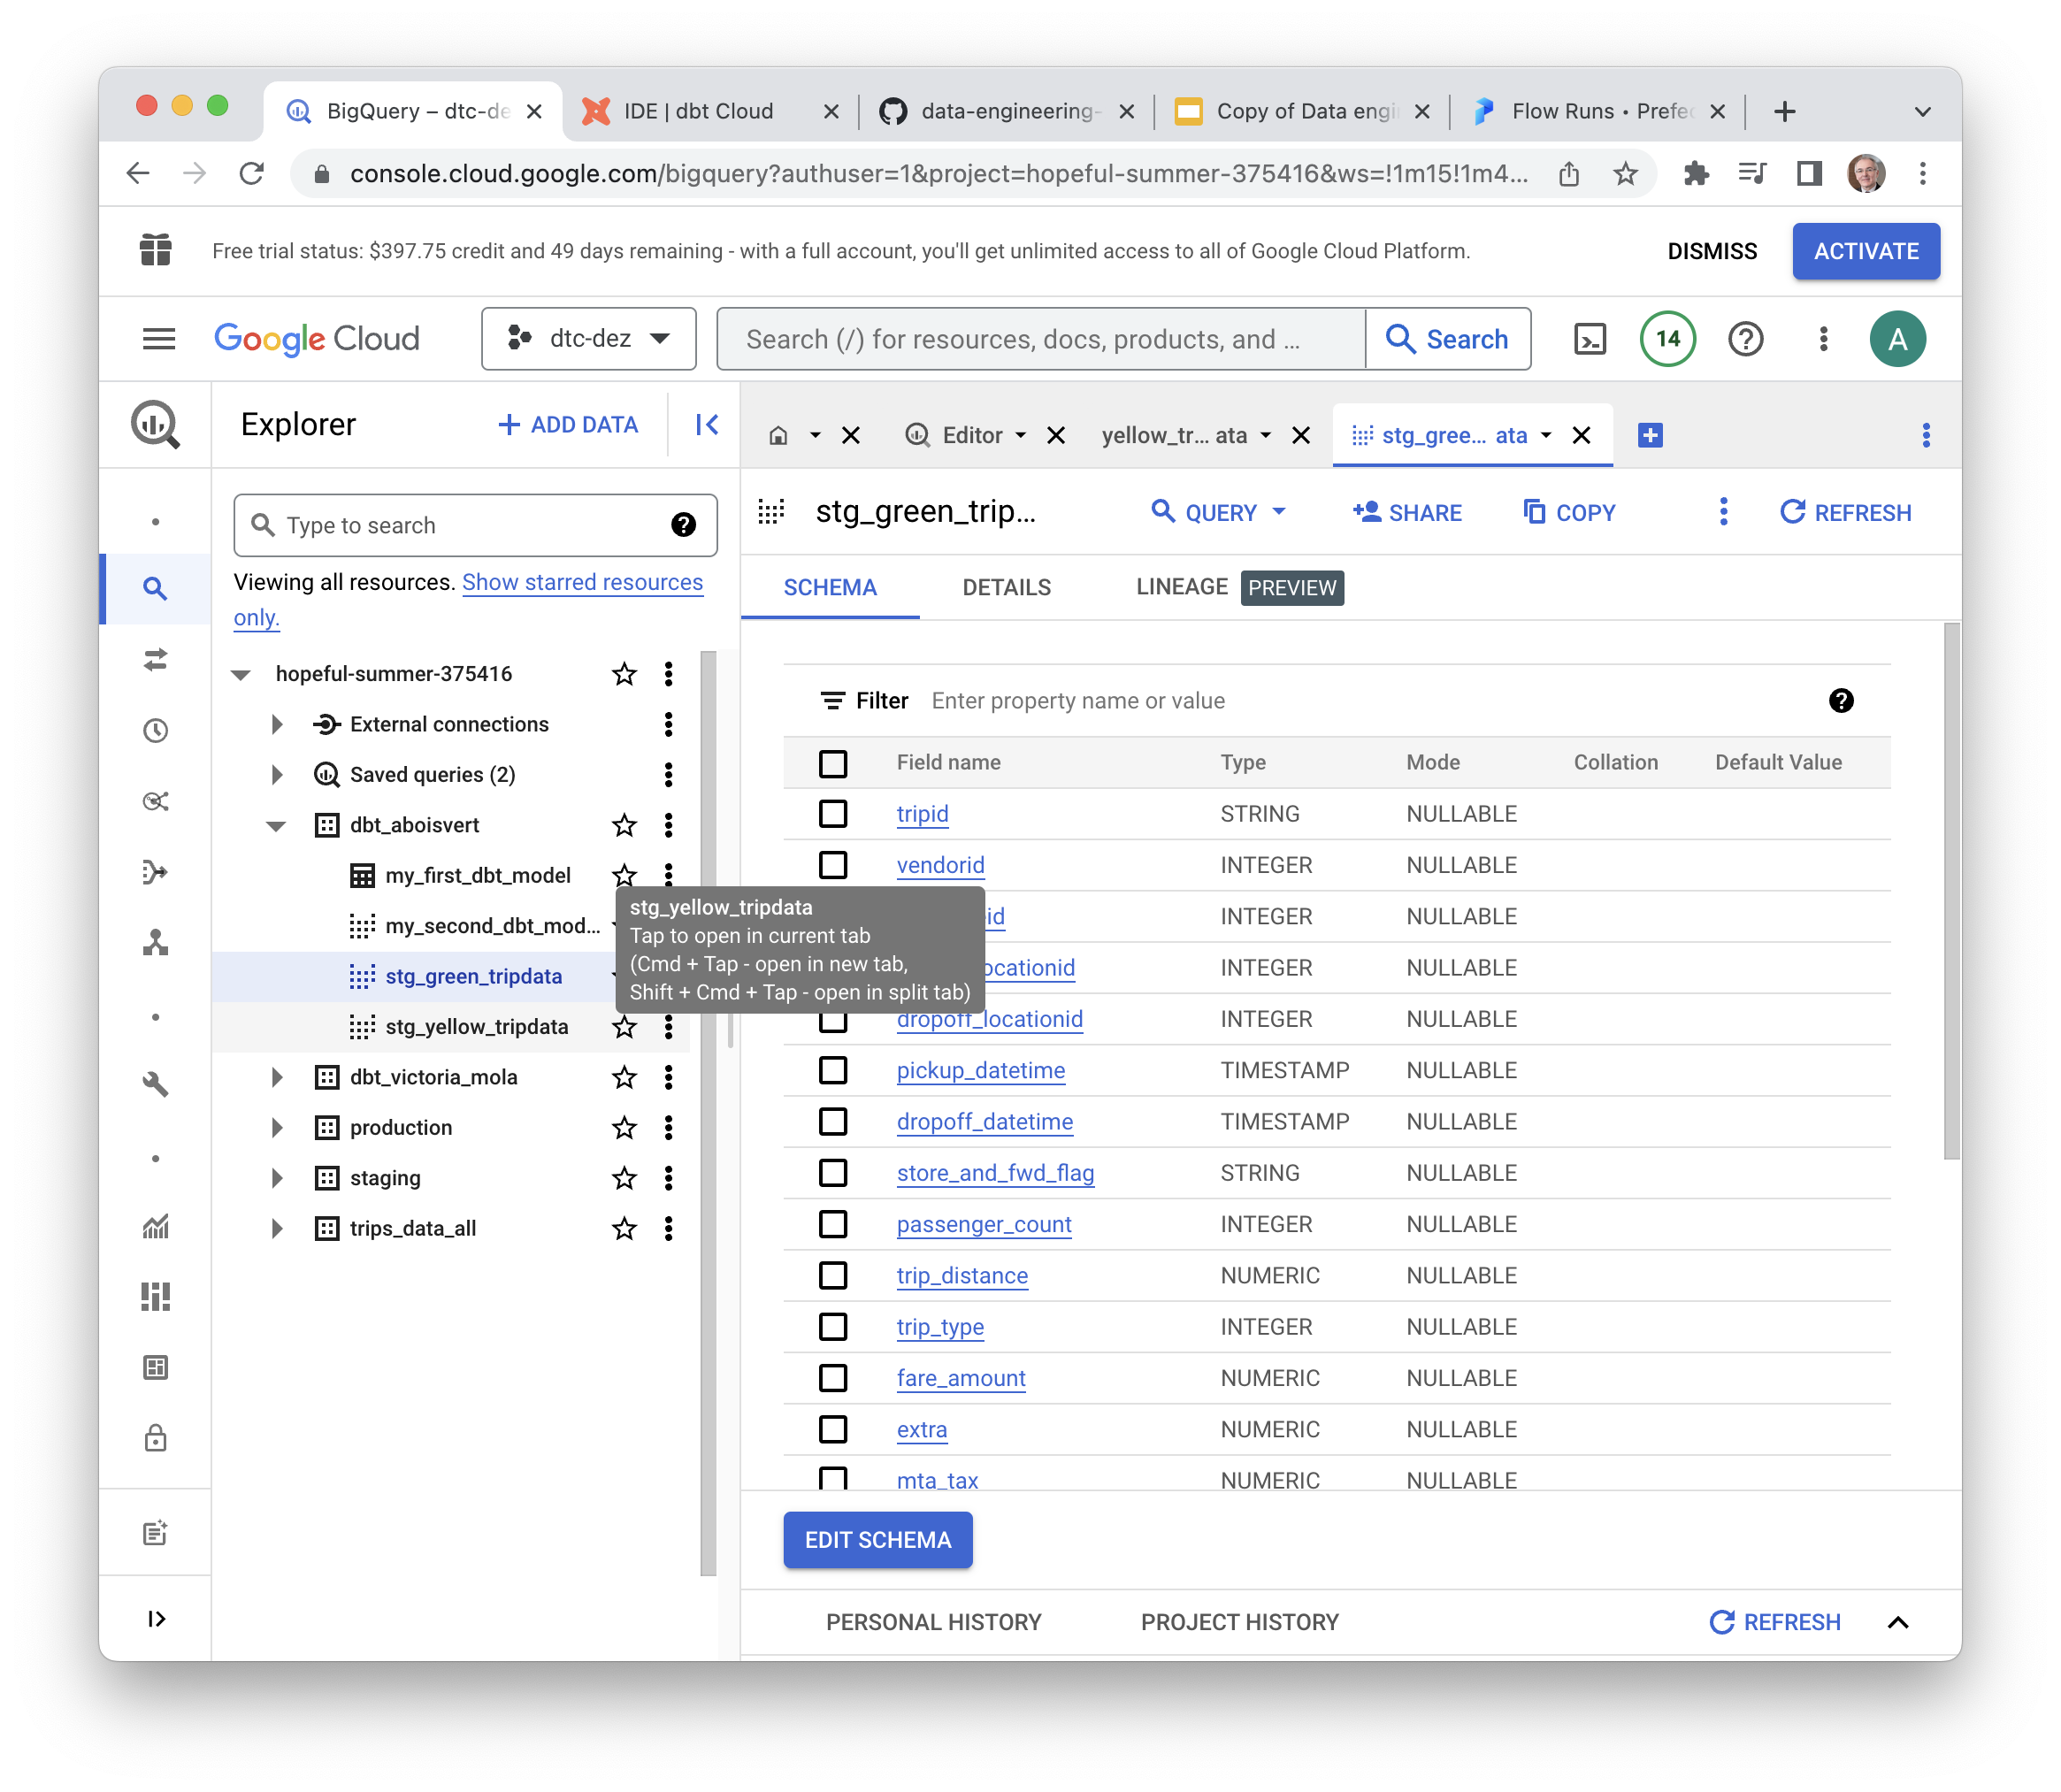 BigQuery – dtc-de
IDE | dbt Cloud
data-engineering-
Copy of Data engi
Flow Runs • Prefec
console.cloud.google.com/bigquery?authuser=1&project=hopeful-summer-375416&ws=!1m15!1m4...
Free trial status: $397.75 credit and 49 days remaining - with a full account, you'll get unlimited access to all of Google Cloud Platform.
DISMISS
ACTIVATE
Google Cloud
dtc-dez
Search (/) for resources, docs, products, and ...
Search
14
A
Explorer
+ ADD DATA
Editor
yellow_tr... ata
stg_gree... ata
Type to search
Viewing all resources. Show starred resources
only.
hopeful-summer-375416
External connections
Saved queries (2)
dbt_aboisvert
my_first_dbt_model
my_second_dbt_mod...
stg_green_tripdata
stg_yellow_tripdata
dbt_victoria_mola
production
staging
trips_data_all
stg_yellow_tripdata
Tap to open in current tab
(Cmd + Tap - open in new tab,
Shift + Cmd + Tap - open in split tab)
stg_green_trip...
QUERY
SHARE
COPY
REFRESH
SCHEMA
DETAILS
LINEAGE
PREVIEW
Filter Enter property name or value
Field name Type Mode Collation Default Value
tripid STRING NULLABLE
vendorid INTEGER NULLABLE
id INTEGER NULLABLE
ocationid INTEGER NULLABLE
dropoff_locationid INTEGER NULLABLE
pickup_datetime TIMESTAMP NULLABLE
dropoff_datetime TIMESTAMP NULLABLE
store_and_fwd_flag STRING NULLABLE
passenger_count INTEGER NULLABLE
trip_distance NUMERIC NULLABLE
trip_type INTEGER NULLABLE
fare_amount NUMERIC NULLABLE
extra NUMERIC NULLABLE
mta_tax NUMERIC NULLABLE
EDIT SCHEMA
PERSONAL HISTORY
PROJECT HISTORY
REFRESH